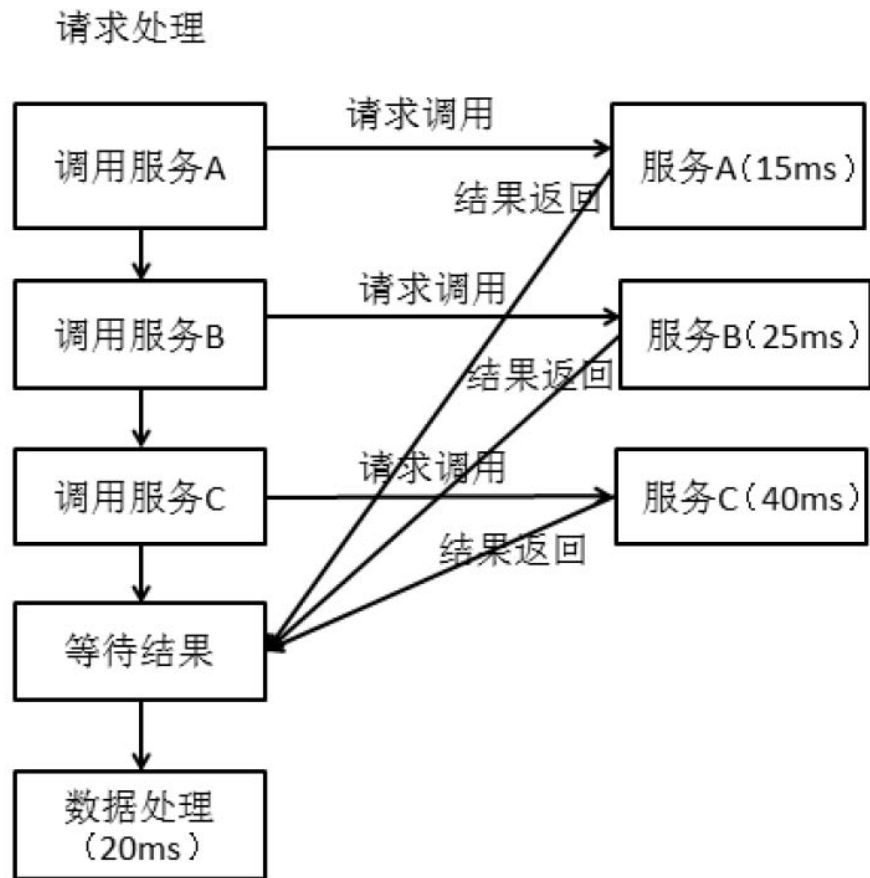 请求处理
调用服务A
请求调用
服务A（15ms）
结果返回
调用服务B
请求调用
服务B（25ms）
结果返回
调用服务C
请求调用
服务C（40ms）
结果返回
等待结果
数据处理
（20ms）